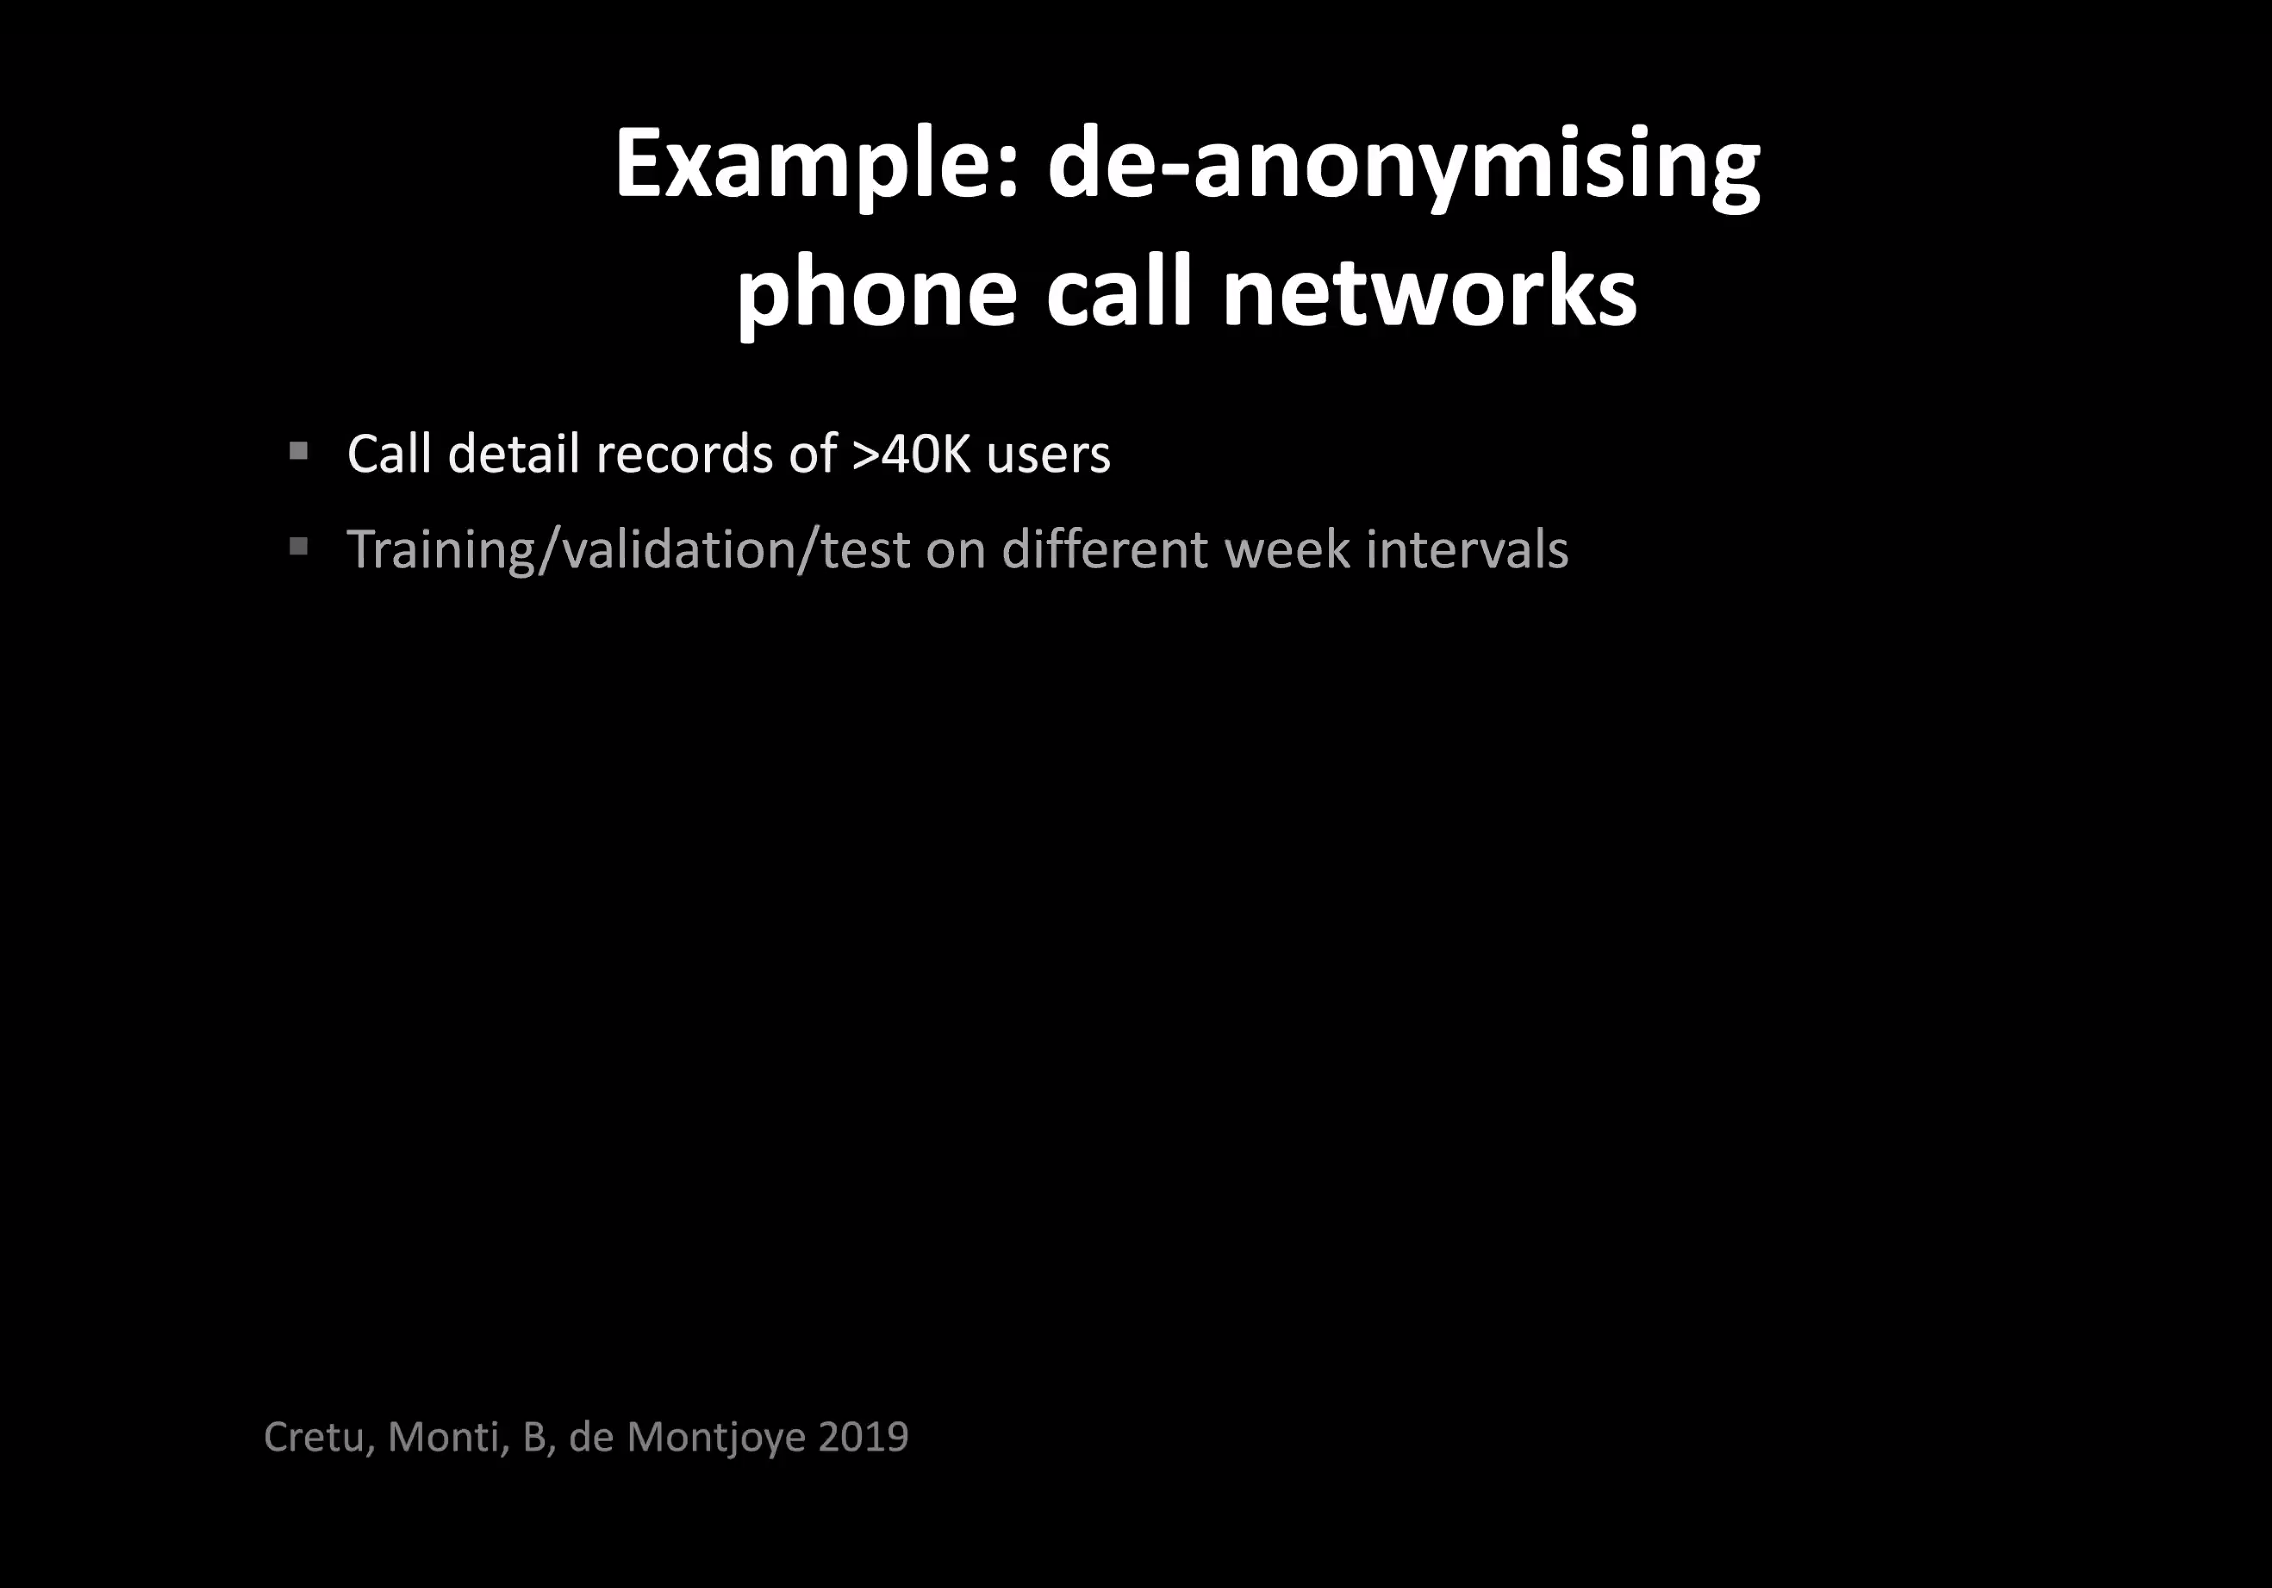 Example: de-anonymising
phone call networks
▪ Call detail records of >40K users
▪ Training/validation/test on different week intervals
Cretu, Monti, B, de Montjoye 2019